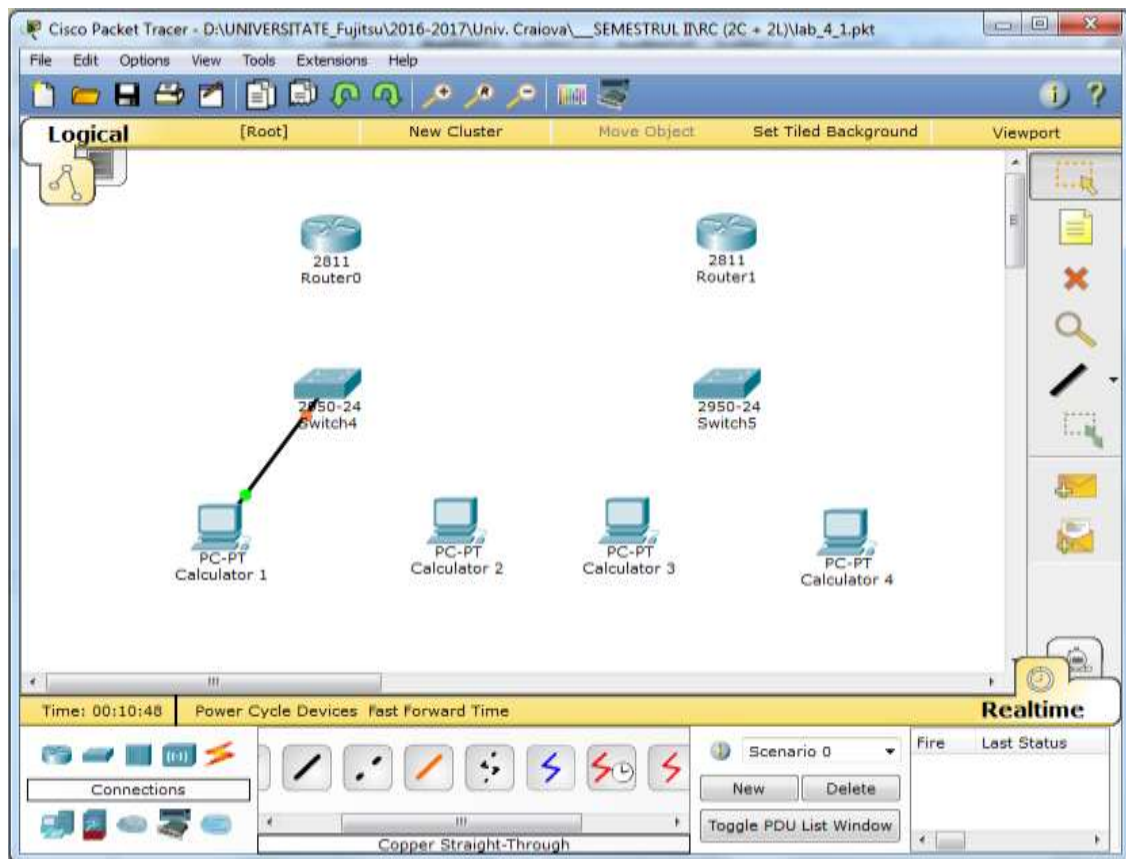 Cisco Packet Tracer - D:\UNIVERSITATE_Fujitsu\2016-2017\Univ. Craiova\__SEMESTRUL II\RC (2C + 2L)\lab_4_1.pkt
File Edit Options View Tools Extensions Help
Logical [Root] New Cluster Move Object Set Tiled Background Viewport
2811
Router0
2811
Router1
2950-24
Switch4
2950-24
Switch5
PC-PT
Calculator 1
PC-PT
Calculator 2
PC-PT
Calculator 3
PC-PT
Calculator 4
Time: 00:10:48 Power Cycle Devices Fast Forward Time Realtime
Connections
Copper Straight-Through
Scenario 0
New Delete
Toggle PDU List Window
Fire Last Status